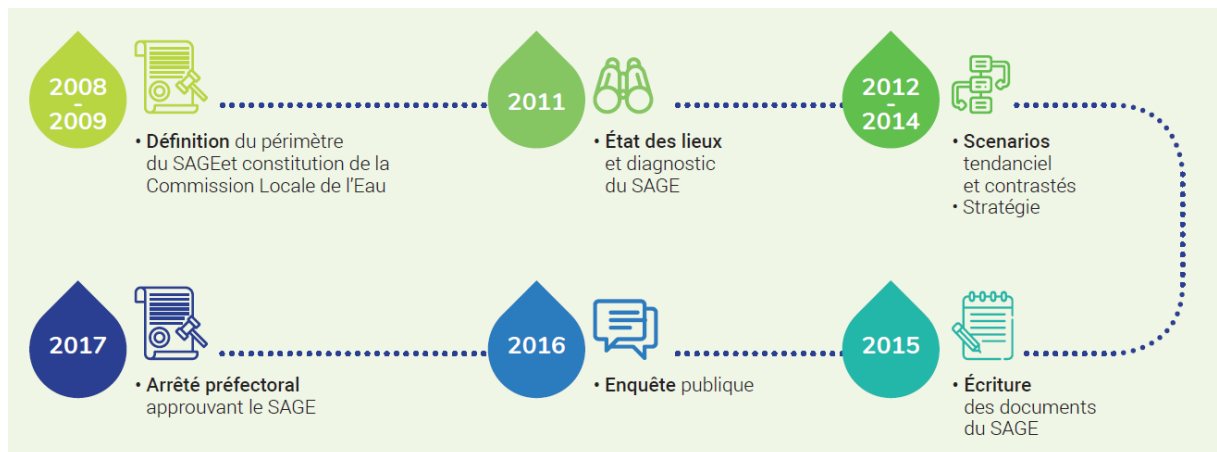 2008
-
2009
• Définition du périmètre
du SAGEet constitution de la
Commission Locale de l'Eau
2011
• État des lieux
et diagnostic
du SAGE
2012
-
2014
• Scenarios
tendanciel
et contrastés
• Stratégie
2015
• Écriture
des documents
du SAGE
2016
• Enquête publique
2017
• Arrêté préfectoral
approuvant le SAGE